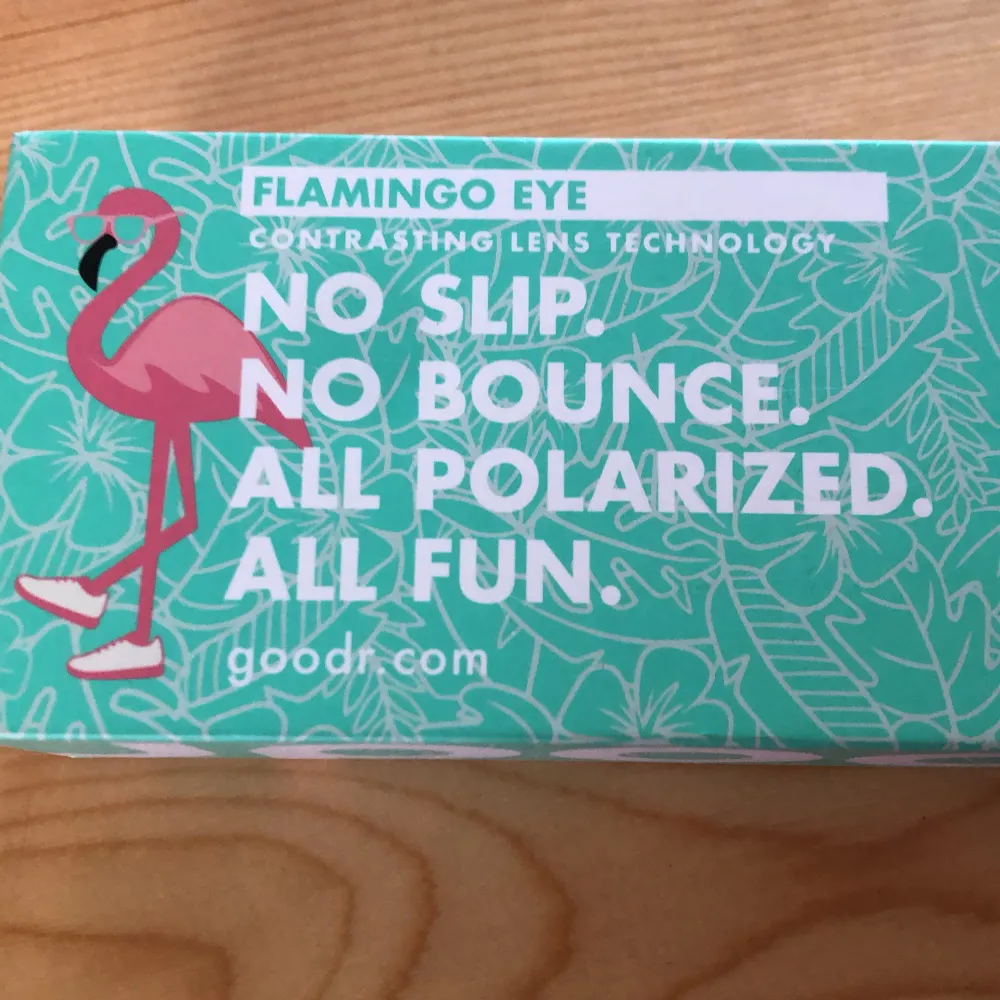 FLAMINGO EYE
CONTRASTING LENS TECHNOLOGY
NO SLIP.
NO BOUNCE.
ALL POLARIZED.
ALL FUN.
goodr.com